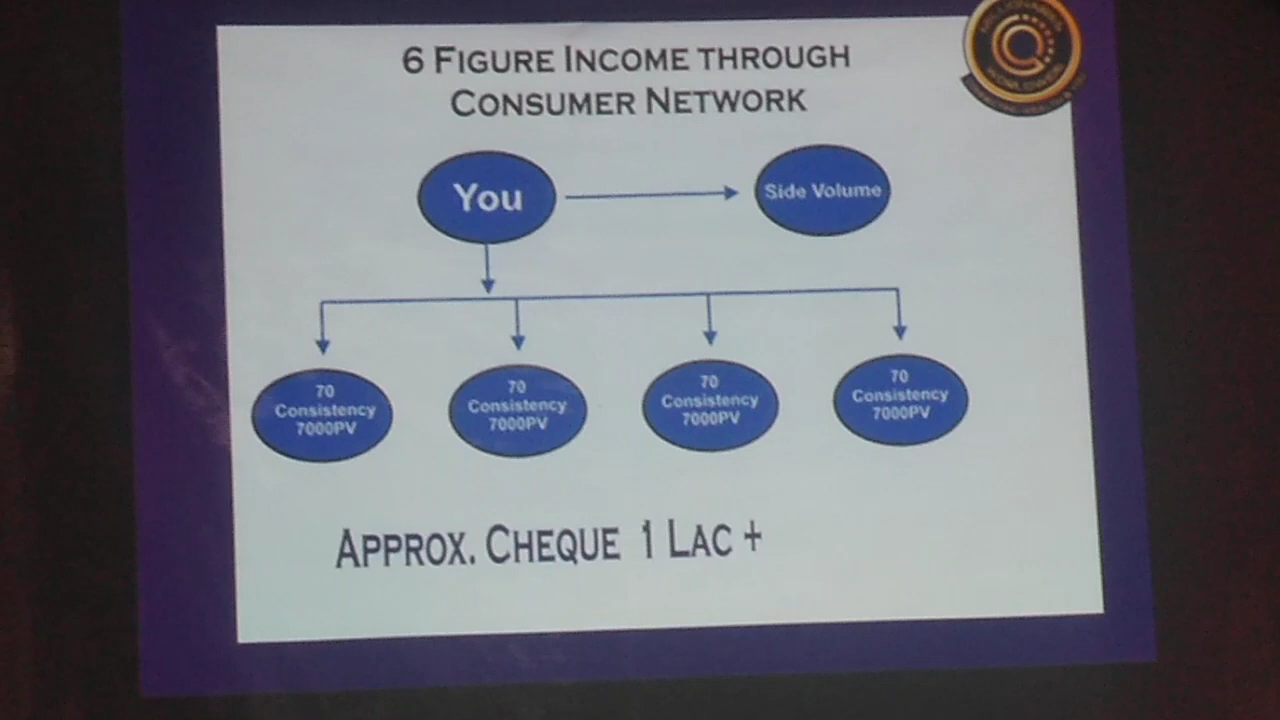 6 FIGURE INCOME THROUGH
CONSUMER NETWORK
You
Side Volume
70
Consistency
7000PV
70
Consistency
7000PV
70
Consistency
7000PV
70
Consistency
7000PV
APPROX. CHEQUE 1 LAC +